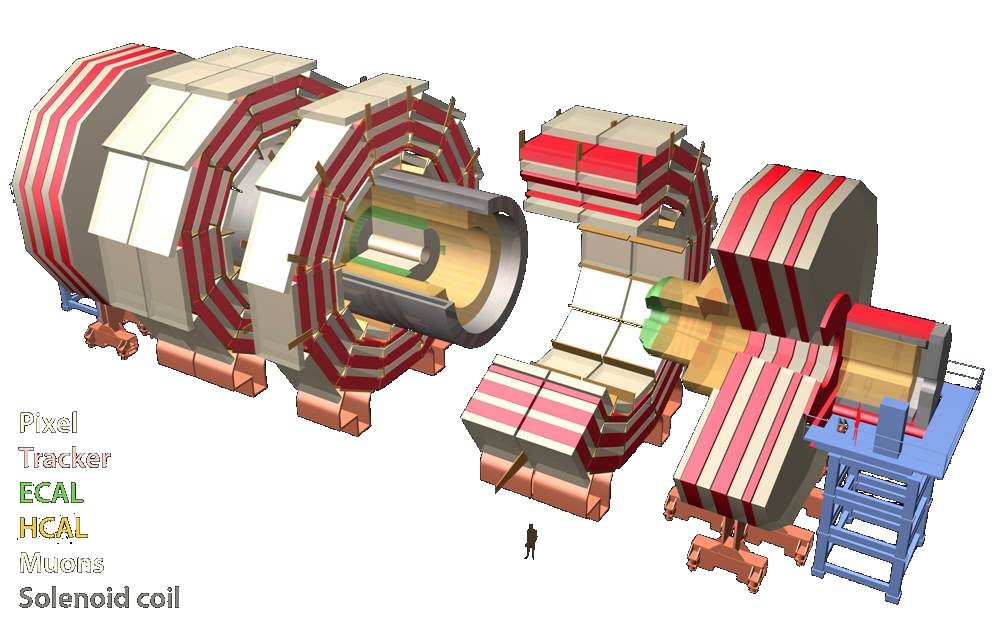 Pixel
Tracker
ECAL
HCAL
Muons
Solenoid coil